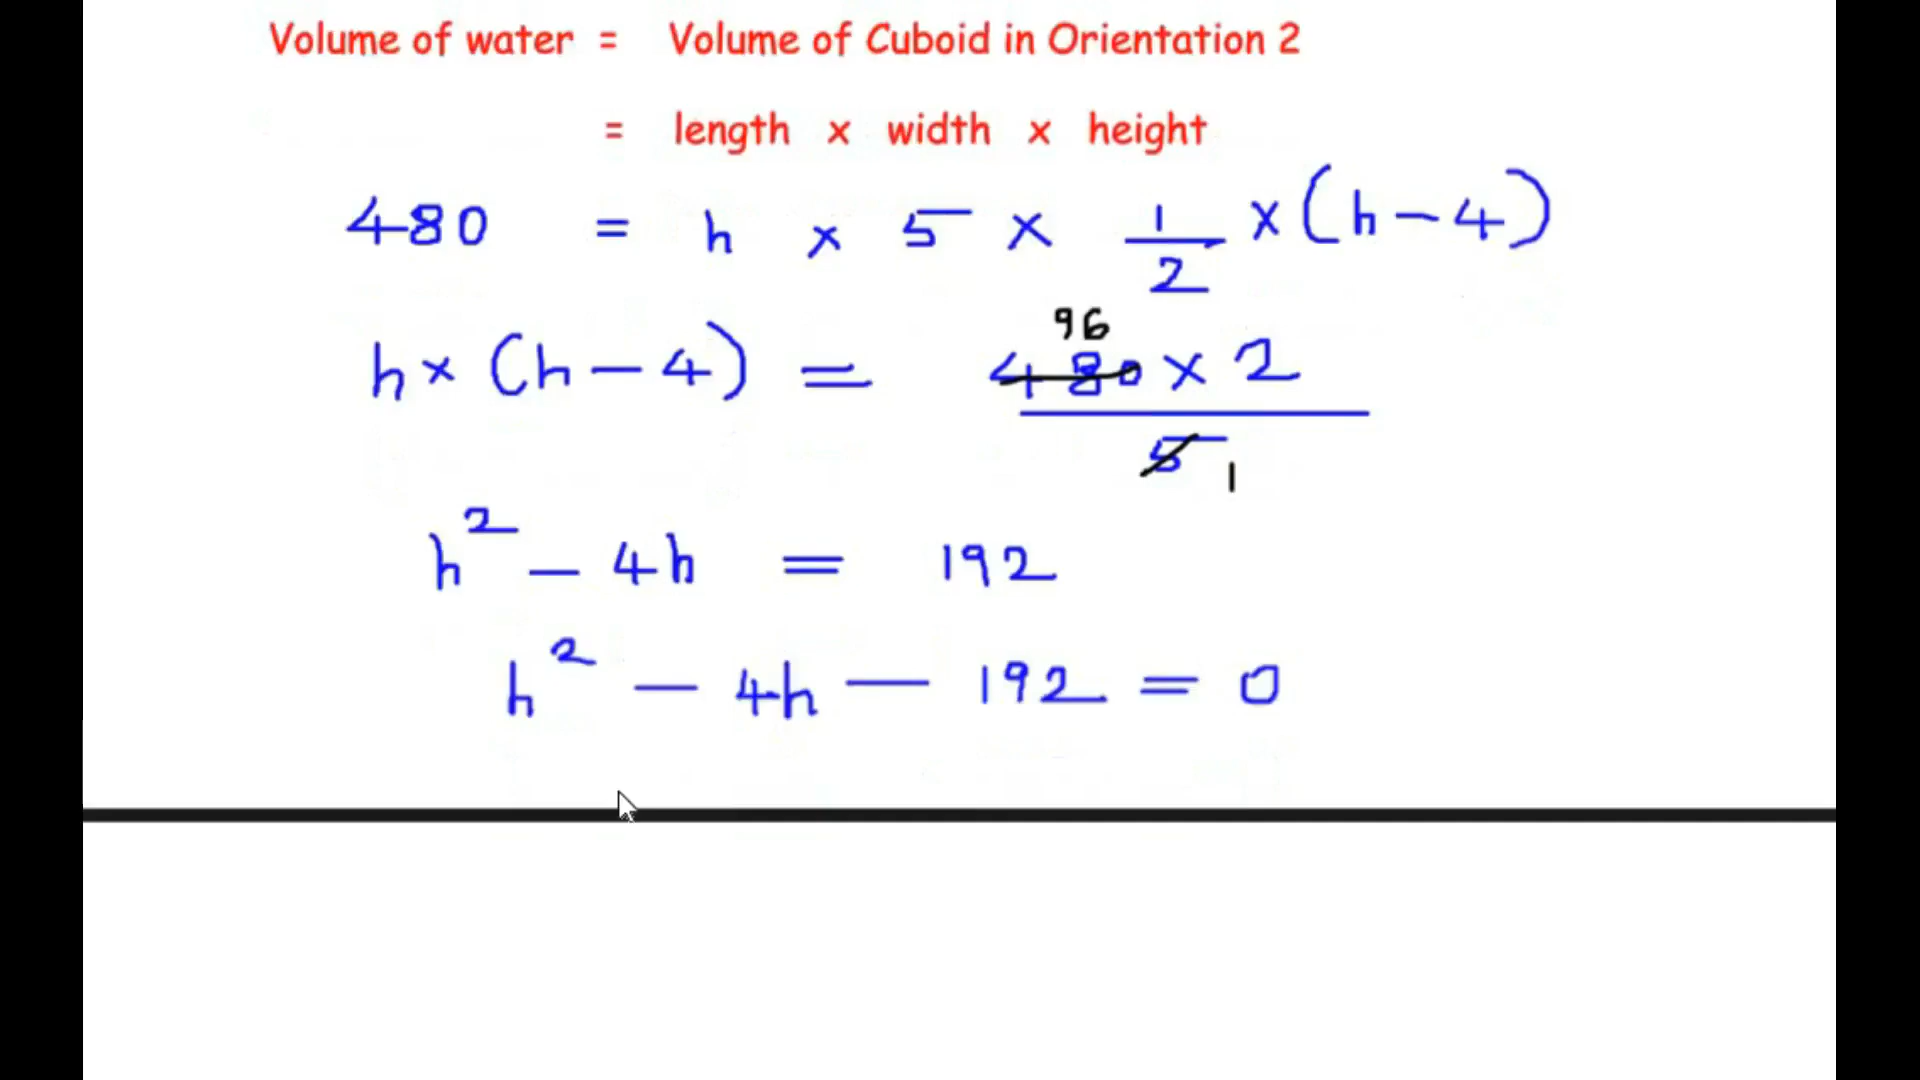 Volume of water = Volume of Cuboid in Orientation 2
= length x width x height
480 = h x 5 x 1/2 x (h - 4)
96
h x (h - 4) = 480 x 2
5 1
h² - 4h = 192
h² - 4h - 192 = 0